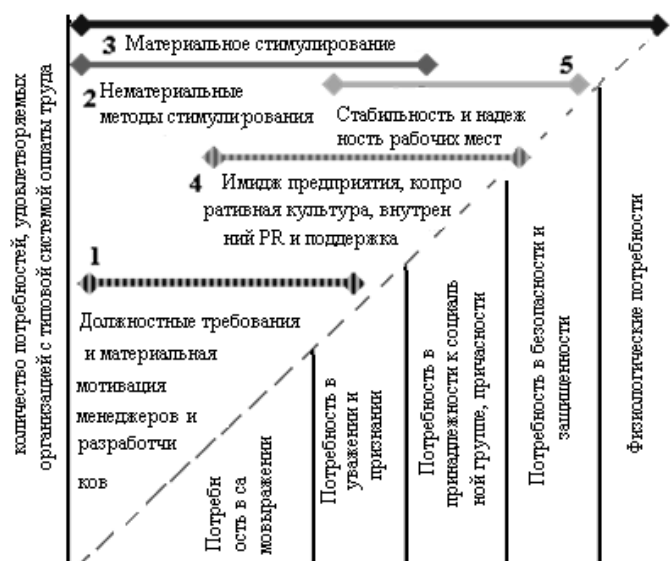 3 Материальное стимулирование
5
2 Нематериальные
методы стимулирования
Стабильность и надеж
ность рабочих мест
4 Имидж предприятия, копро
ративная культура, внутрен
ний PR и поддержка
1
Должностные требования
и материальная
мотивация
менеджеров и
разработчи
ков
количество потребностей, удовлетворяемых
организацией с типовой системой оплаты труда
Потребн
ость в са
мовыражении
Потребность в
уважении и
признании
Потребность в
принадлежности к социаль
ной группе, причасности
Потребность в безопасности и
защищенности
Физиологические потребности